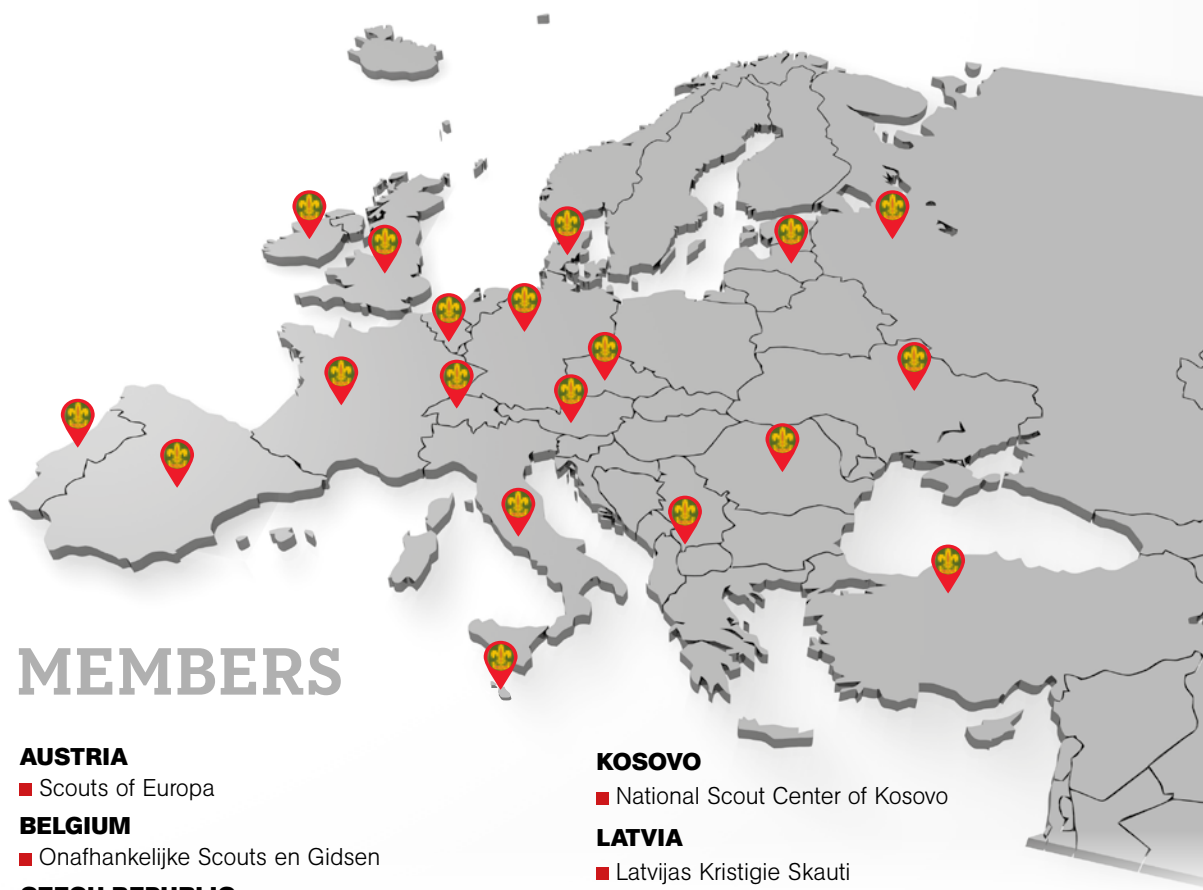 MEMBERS
AUSTRIA
Scouts of Europa
BELGIUM
Onafhankelijke Scouts en Gidsen
KOSOVO
National Scout Center of Kosovo
LATVIA
Latvijas Kristigie Skauti